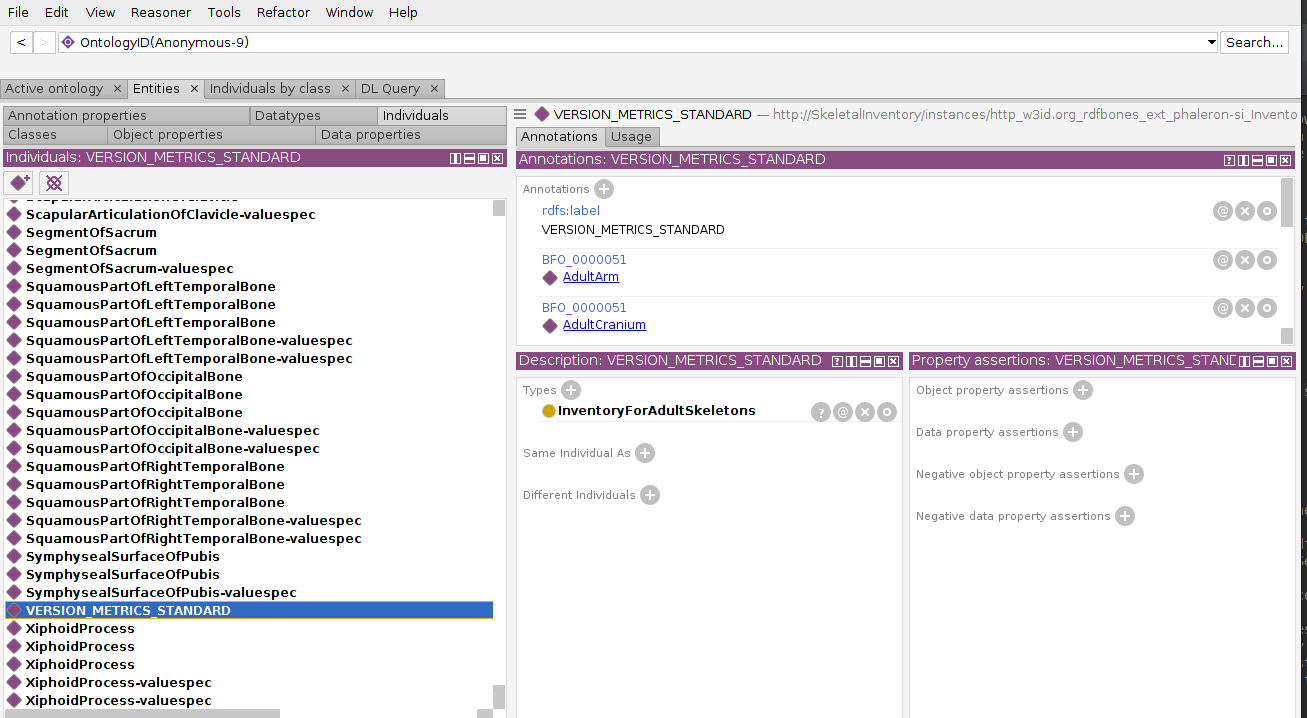 File Edit View Reasoner Tools Refactor Window Help
< > OntologyID(Anonymous-9) Search...
Active ontology × Entities × Individuals by class × DL Query ×
Annotation properties Datatypes Individuals
Classes Object properties Data properties
Individuals: VERSION_METRICS_STANDARD
ScapularArticulationOfClavicle-valuespec
SegmentOfSacrum
SegmentOfSacrum
SegmentOfSacrum-valuespec
SquamousPartOfLeftTemporalBone
SquamousPartOfLeftTemporalBone
SquamousPartOfLeftTemporalBone
SquamousPartOfLeftTemporalBone-valuespec
SquamousPartOfLeftTemporalBone-valuespec
SquamousPartOfOccipitalBone
SquamousPartOfOccipitalBone
SquamousPartOfOccipitalBone
SquamousPartOfOccipitalBone-valuespec
SquamousPartOfOccipitalBone-valuespec
SquamousPartOfRightTemporalBone
SquamousPartOfRightTemporalBone
SquamousPartOfRightTemporalBone
SquamousPartOfRightTemporalBone-valuespec
SquamousPartOfRightTemporalBone-valuespec
SymphysealSurfaceOfPubis
SymphysealSurfaceOfPubis
SymphysealSurfaceOfPubis-valuespec
VERSION_METRICS_STANDARD
XiphoidProcess
XiphoidProcess
XiphoidProcess
XiphoidProcess-valuespec
XiphoidProcess-valuespec
VERSION_METRICS_STANDARD — http://SkeletalInventory/instances/http_w3id.org_rdfbones_ext_phaleron-si_Invento
Annotations Usage
Annotations: VERSION_METRICS_STANDARD
Annotations
rdfs:label
VERSION_METRICS_STANDARD
BFO_0000051
AdultArm
BFO_0000051
AdultCranium
Description: VERSION_METRICS_STANDARD
Types
InventoryForAdultSkeletons
Same Individual As
Different Individuals
Property assertions: VERSION_METRICS_STAND
Object property assertions
Data property assertions
Negative object property assertions
Negative data property assertions